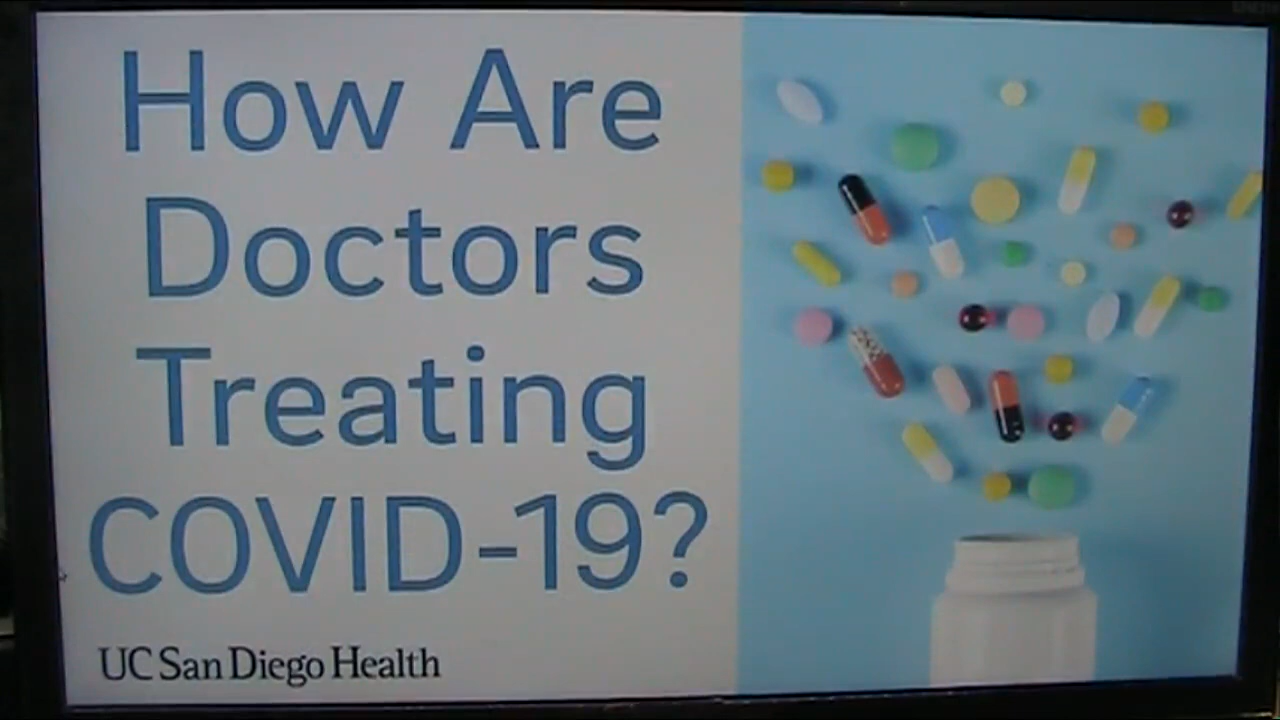 How Are
Doctors
Treating
COVID-19?
UC San Diego Health